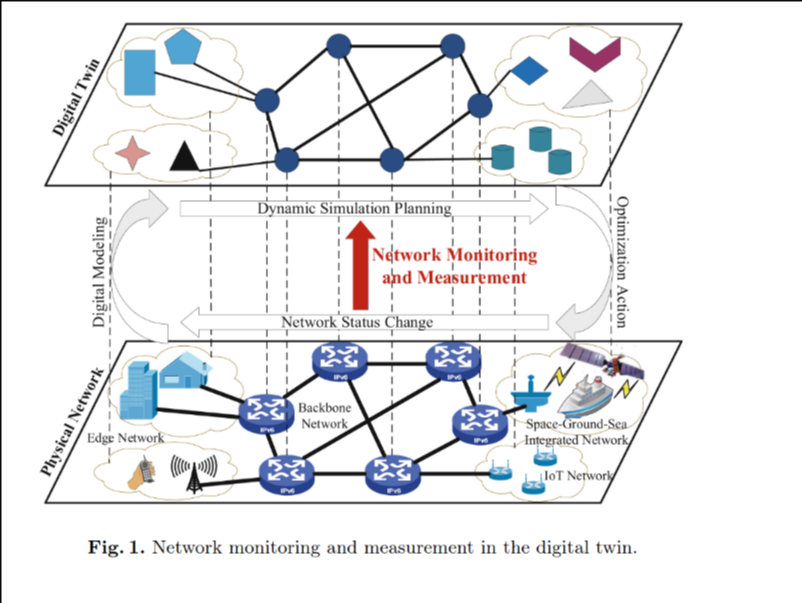 Digital Twin
Dynamic Simulation Planning
Digital Modeling
Network Monitoring
and Measurement
Optimization Action
Network Status Change
Physical Network
IPv6
IPv6
Backbone
Network
IPv6
IPv6
Edge Network
Space-Ground-Sea
Integrated Network
IoT Network
IPv6
IPv6
Fig. 1. Network monitoring and measurement in the digital twin.